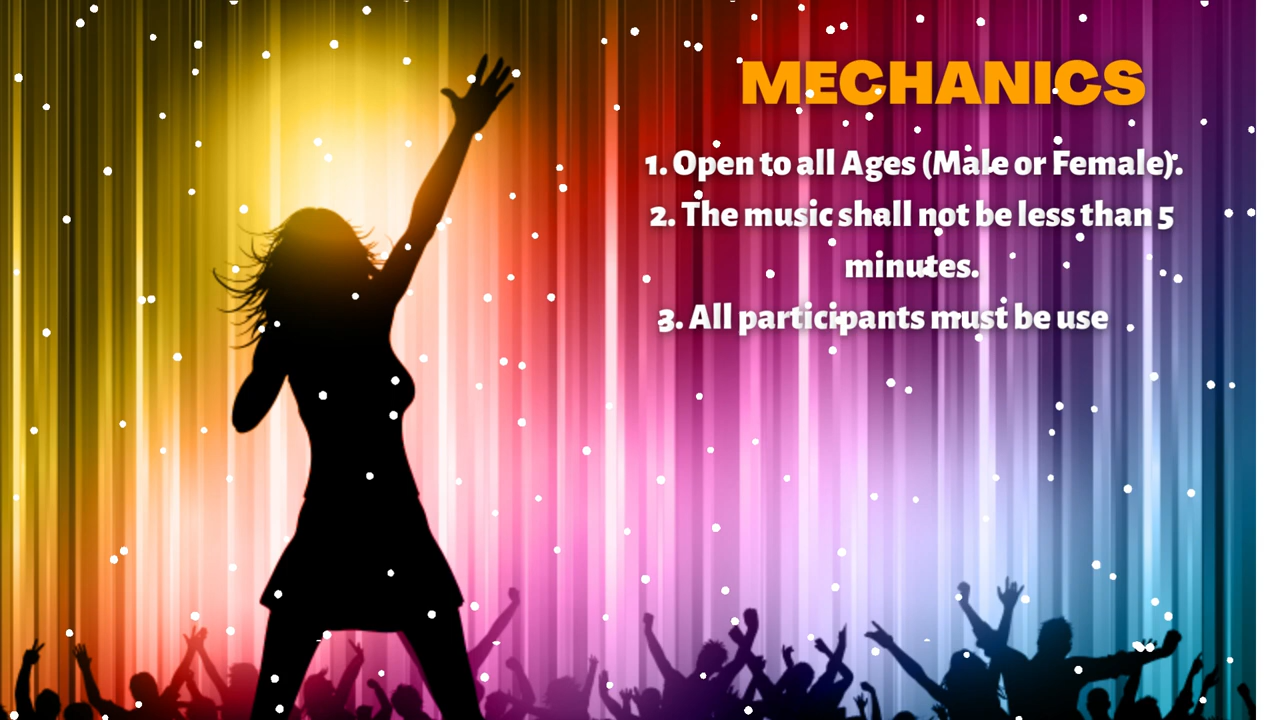 MECHANICS
1. Open to all Ages (Male or Female).
2. The music shall not be less than 5
minutes.
3. All participants must be use